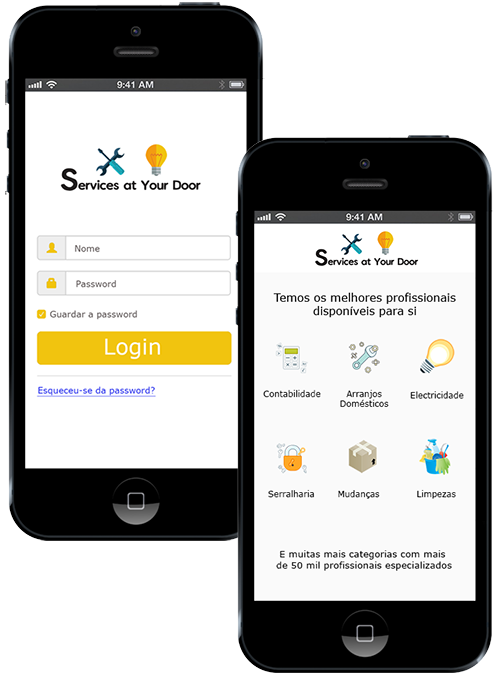 9:41 AM
Services at Your Door
Nome
Password
Guardar a password
Login
Esqueceu-se da password?
9:41 AM
Services at Your Door
Temos os melhores profissionais
disponíveis para si
Contabilidade
Arranjos
Domésticos
Electricidade
Serralharia
Mudanças
Limpezas
E muitas mais categorias com mais
de 50 mil profissionais especializados